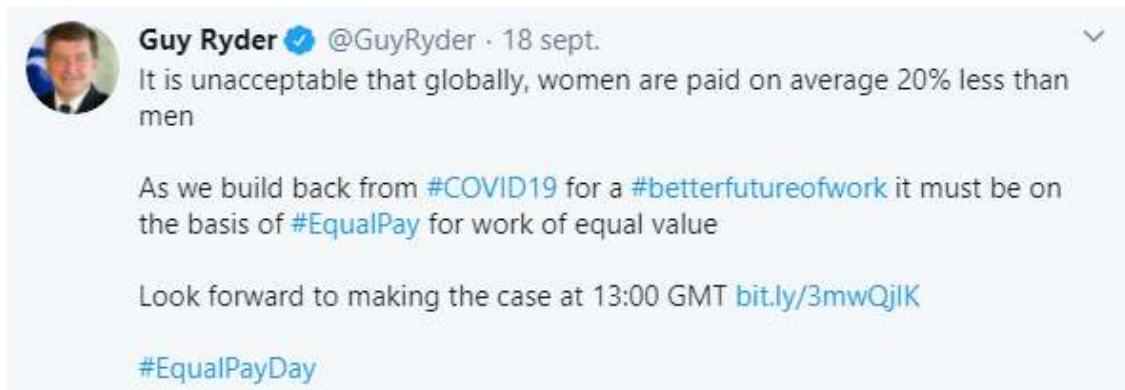 Guy Ryder @GuyRyder · 18 sept.
It is unacceptable that globally, women are paid on average 20% less than
men
As we build back from #COVID19 for a #betterfutureofwork it must be on
the basis of #EqualPay for work of equal value
Look forward to making the case at 13:00 GMT bit.ly/3mwQjlK
#EqualPayDay